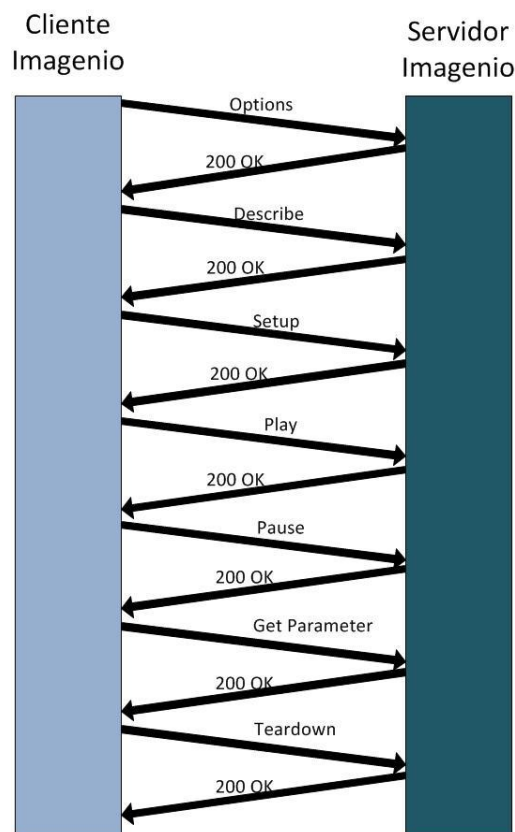 Cliente
Imagenio
Servidor
Imagenio
Options
200 OK
Describe
200 OK
Setup
200 OK
Play
200 OK
Pause
200 OK
Get Parameter
200 OK
Teardown
200 OK